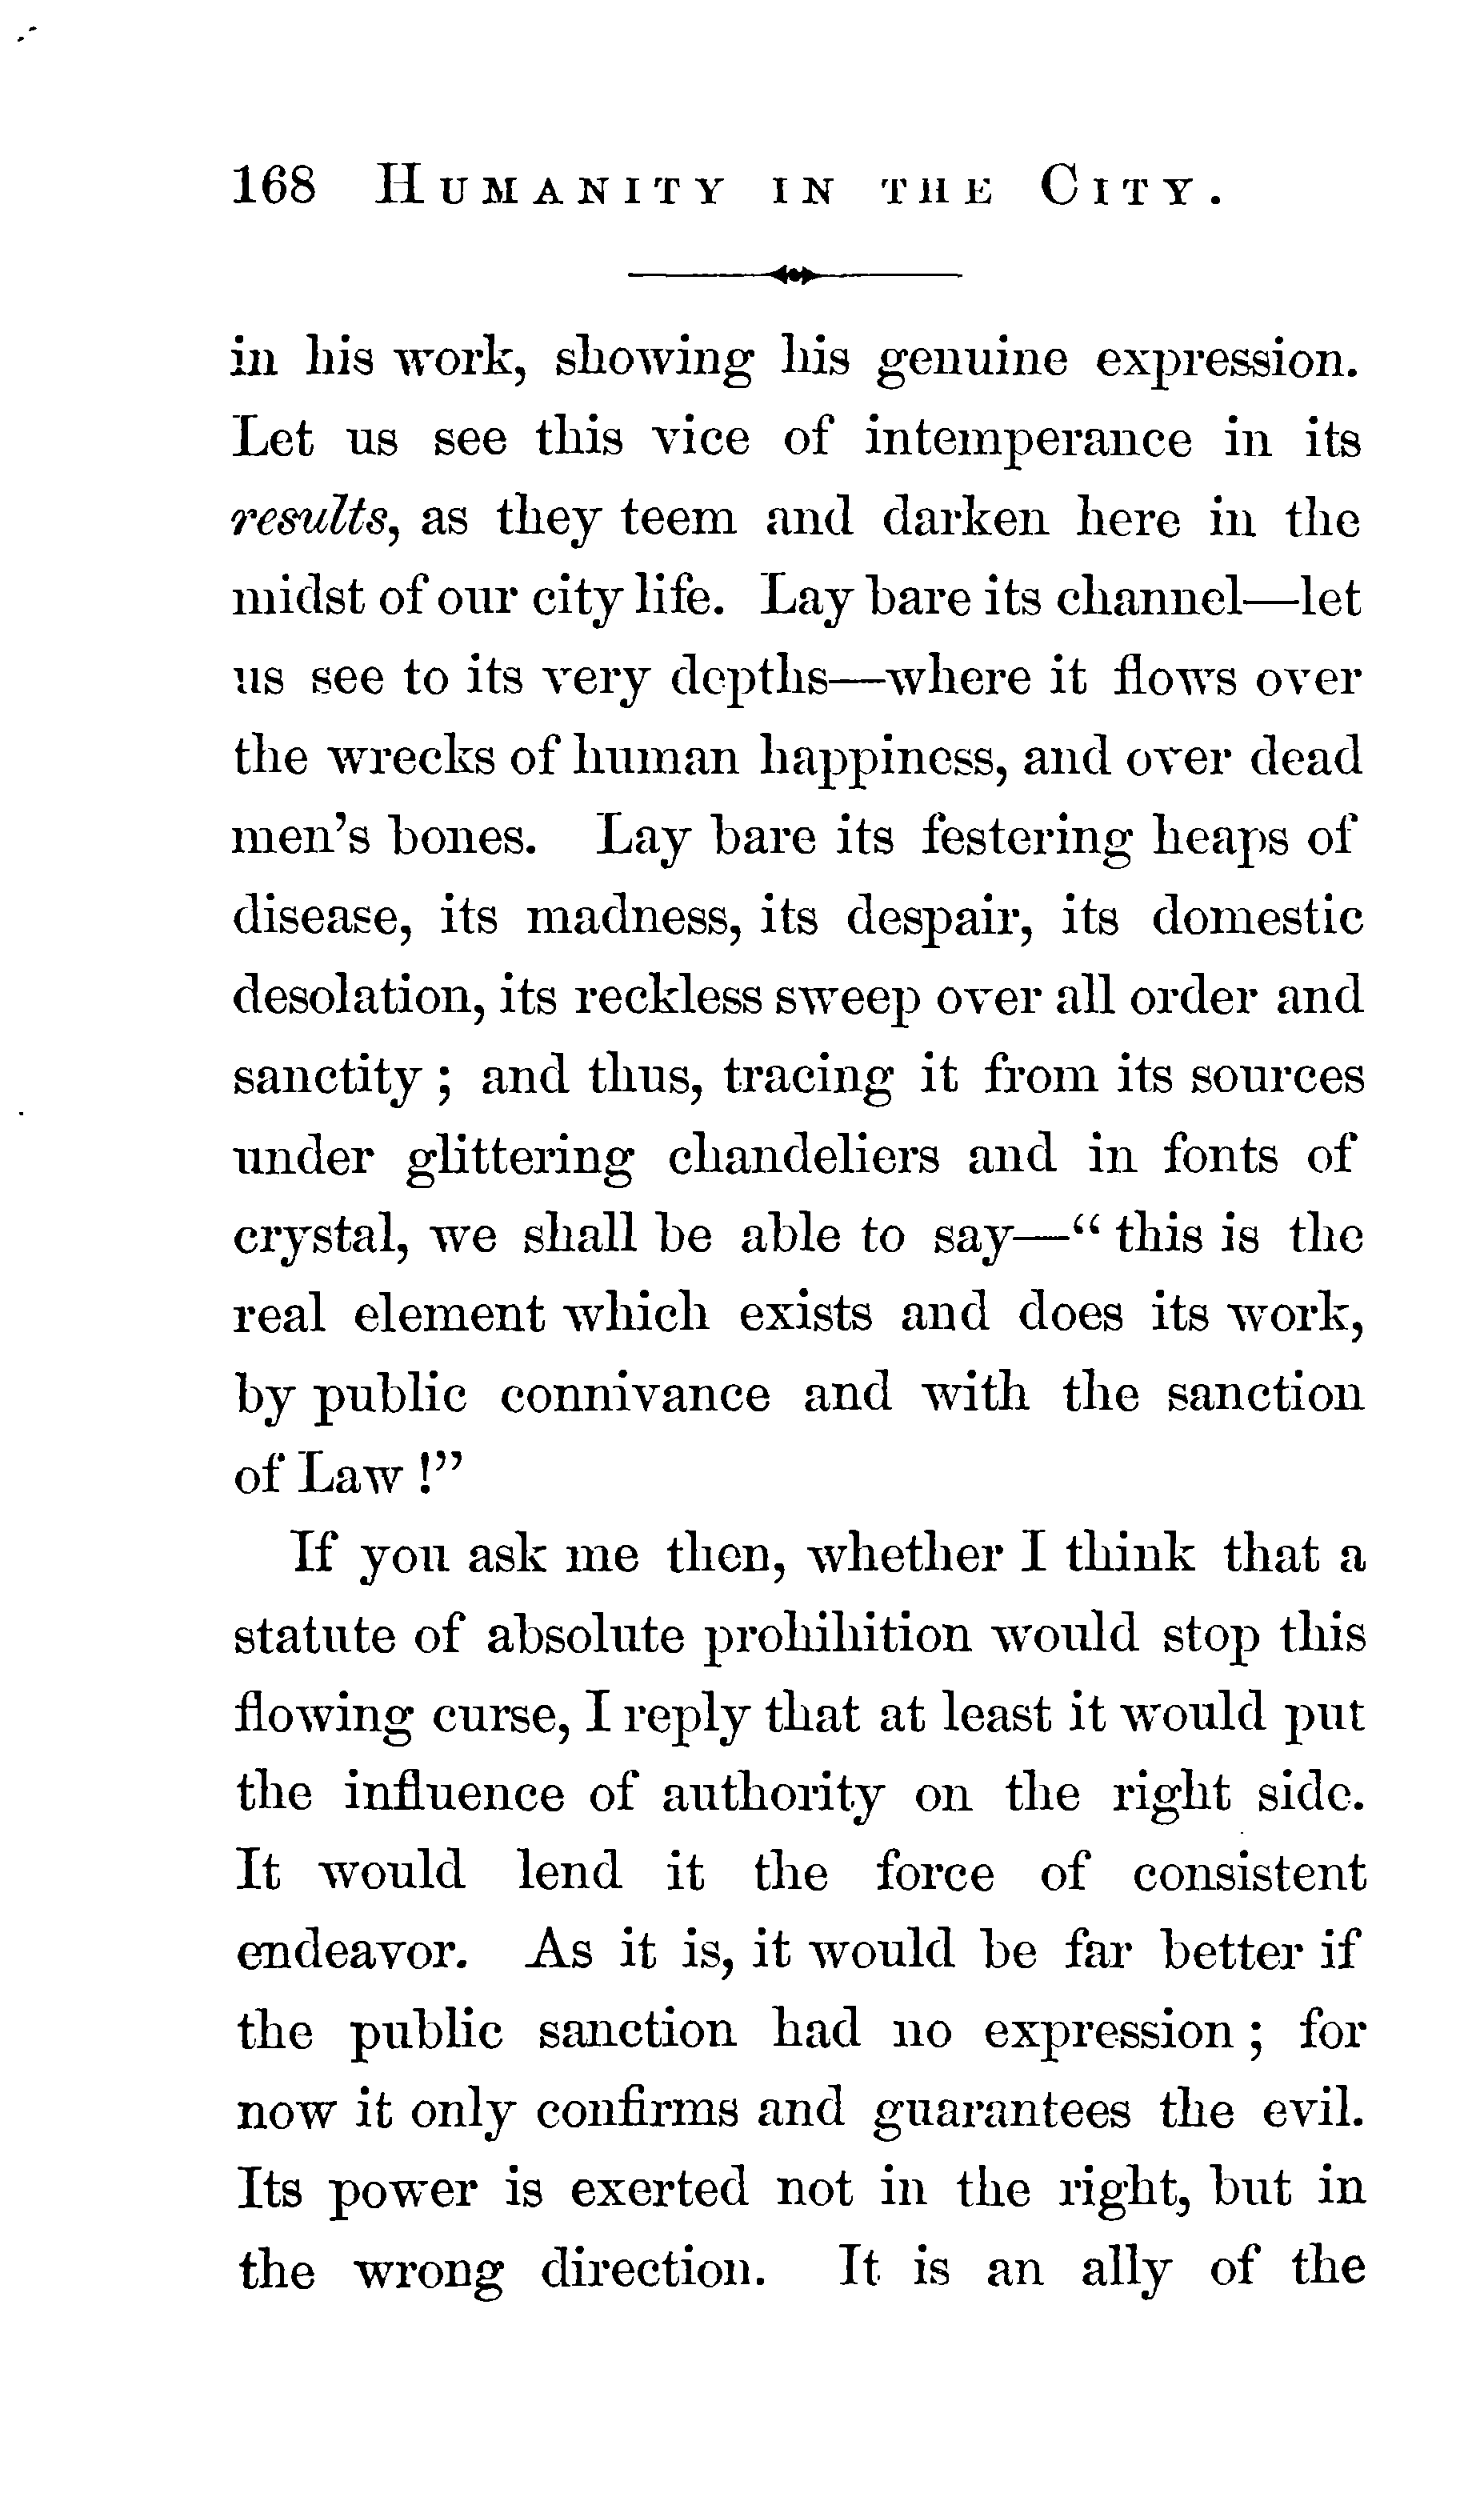 168 HUMANITY IN THE CITY.
in his work, showing his genuine expression.
Let us see this vice of intemperance in its
results, as they teem and darken here in the
midst of our city life. Lay bare its channel—let
us see to its very depths—where it flows over
the wrecks of human happiness, and over dead
men's bones. Lay bare its festering heaps of
disease, its madness, its despair, its domestic
desolation, its reckless sweep over all order and
sanctity ; and thus, tracing it from its sources
under glittering chandeliers and in fonts of
crystal, we shall be able to say—“ this is the
real element which exists and does its work,
by public connivance and with the sanction
of Law !”
If you ask me then, whether I think that a
statute of absolute prohibition would stop this
flowing curse, I reply that at least it would put
the influence of authority on the right side.
It would lend it the force of consistent
endeavor. As it is, it would be far better if
the public sanction had no expression ; for
now it only confirms and guarantees the evil.
Its power is exerted not in the right, but in
the wrong direction. It is an ally of the